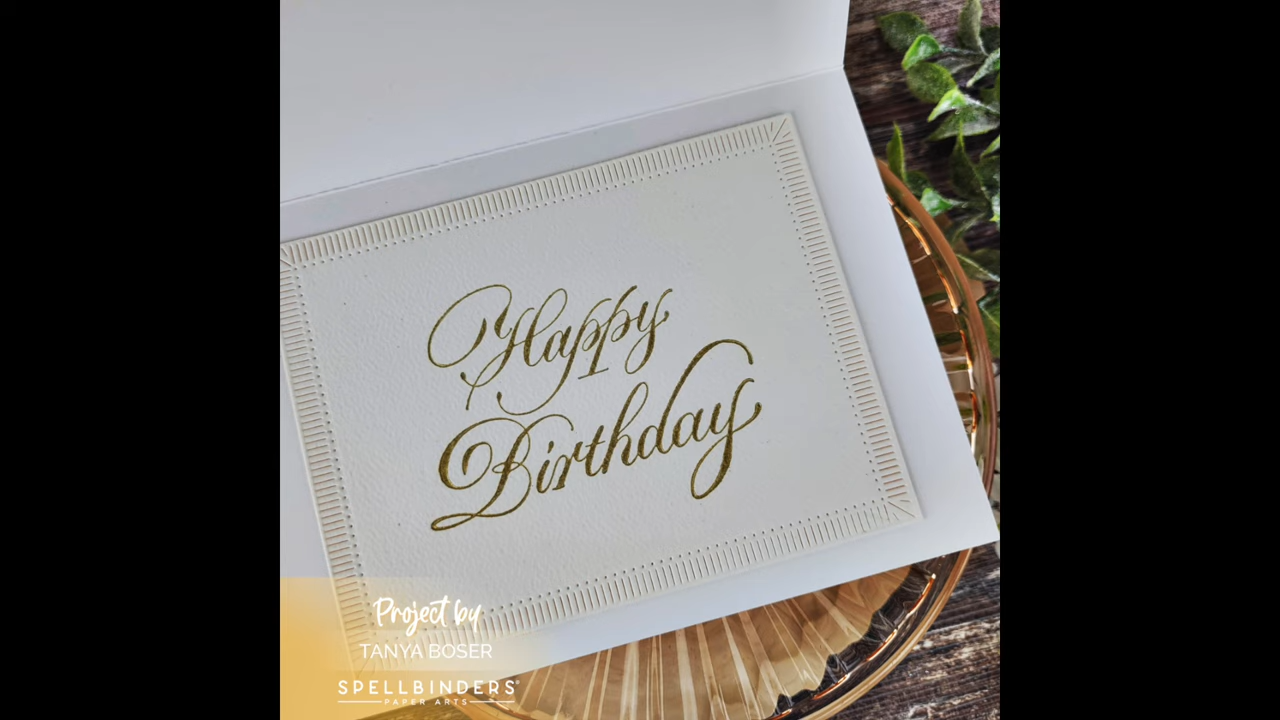 Happy
Birthday
Project by
TANYA BOSER
SPELLBINDERS®
PAPER ARTS